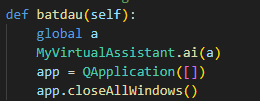 def batdau(self):
global a
MyVirtualAssistant.ai(a)
app = QApplication([])
app.closeAllWindows()